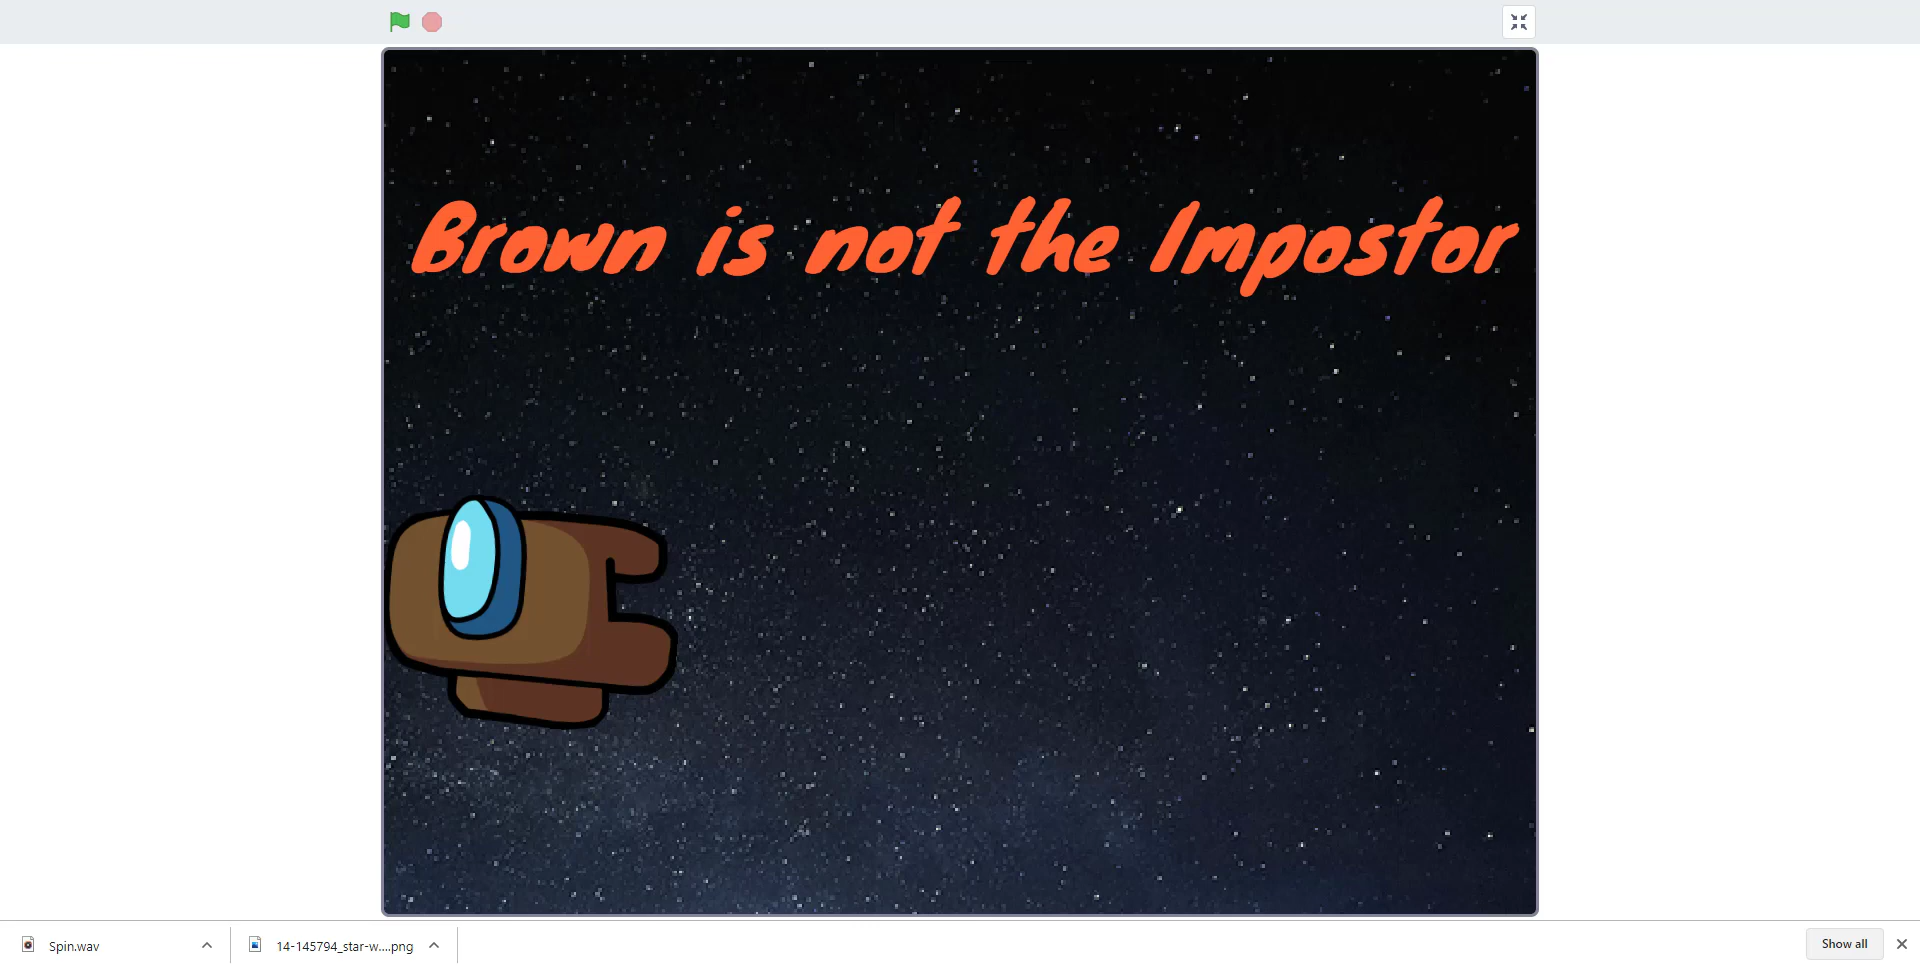 Brown is not the Impostor
Spin.wav
14-145794_star-w....png
Show all